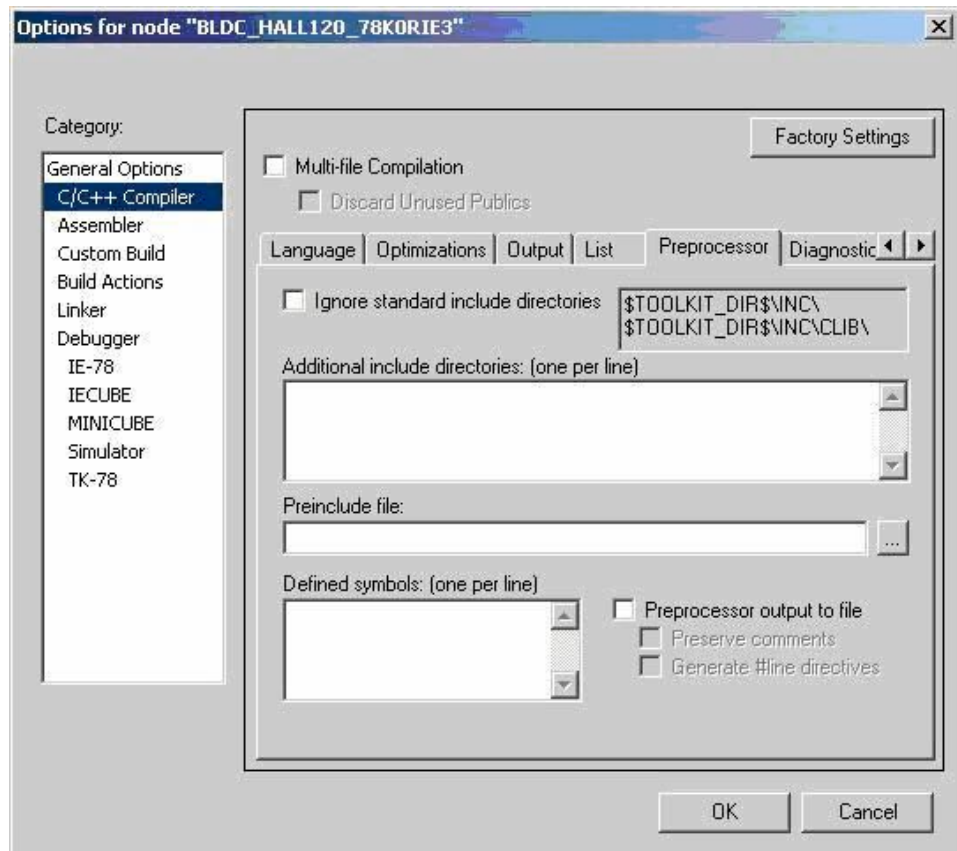 Options for node "BLDC_HALL120_78K0RIE3"
Category:
General Options
C/C++ Compiler
Assembler
Custom Build
Build Actions
Linker
Debugger
IE-78
IECUBE
MINICUBE
Simulator
TK-78
Factory Settings
Multi-file Compilation
Discard Unused Publics
Language Optimizations Output List Preprocessor Diagnostic
Ignore standard include directories
$TOOLKIT_DIR$\INC\
$TOOLKIT_DIR$\INC\CLIB\
Additional include directories: (one per line)
Preinclude file:
...
Defined symbols: (one per line)
Preprocessor output to file
Preserve comments
Generate #line directives
OK Cancel